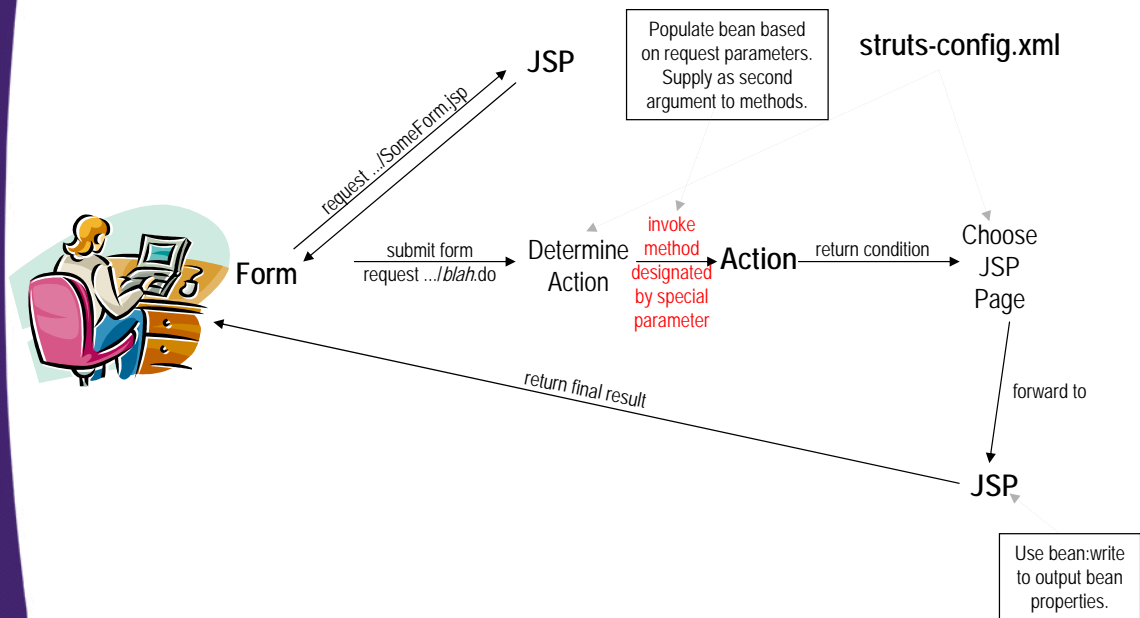 Populate bean based
on request parameters.
Supply as second
argument to methods.
struts-config.xml
JSP
request .../SomeForm.jsp
Form
submit form
request .../blah.do
Determine
Action
invoke
method
designated
by special
parameter
Action
return condition
Choose
JSP
Page
return final result
forward to
JSP
Use bean:write
to output bean
properties.